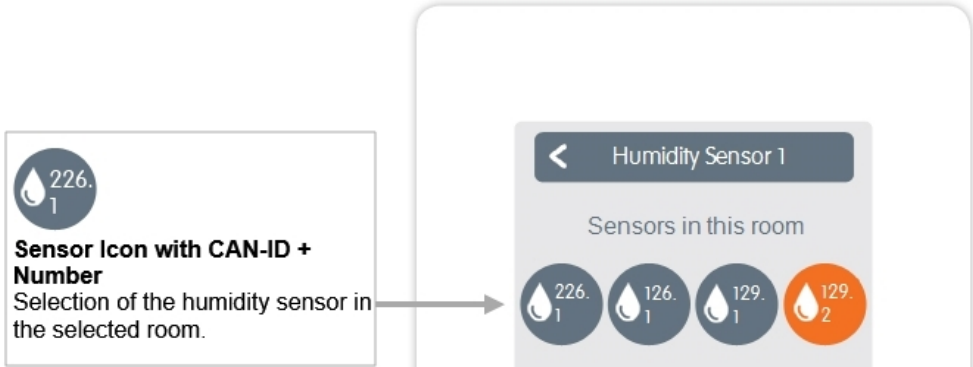 226.
1
Sensor Icon with CAN-ID +
Number
Selection of the humidity sensor in
the selected room.
Humidity Sensor 1
Sensors in this room
226.
1
126.
1
129.
1
129.
2